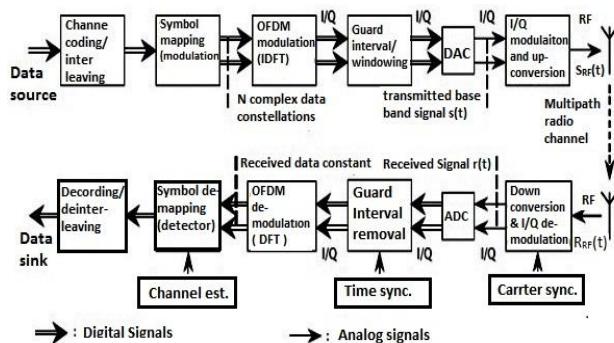 Channe
coding/
inter
leaving
Symbol
mapping
(modulation
I/Q
OFDM
modulation
(IDFT)
I/Q
Guard
interval/
windowing
I/Q
DAC
I/Q
I/Q
modulaiton
and up-
conversion
RF
SRF(t)
Data
source
N complex data
constellations
transmitted base
band signal s(t)
Multipath
radio
channel
Received data constant
Received Signal r(t)
Decording/
deinter-
leaving
Symbol de-
mapping
(detector)
OFDM
de-
modulation
( DFT )
I/Q
Guard
Interval
removal
I/Q
ADC
I/Q
Down
conversion
& I/Q de-
modulation
RF
RRF(t)
Data
sink
Channel est.
Time sync.
Carrter sync.
: Digital Signals
: Analog signals